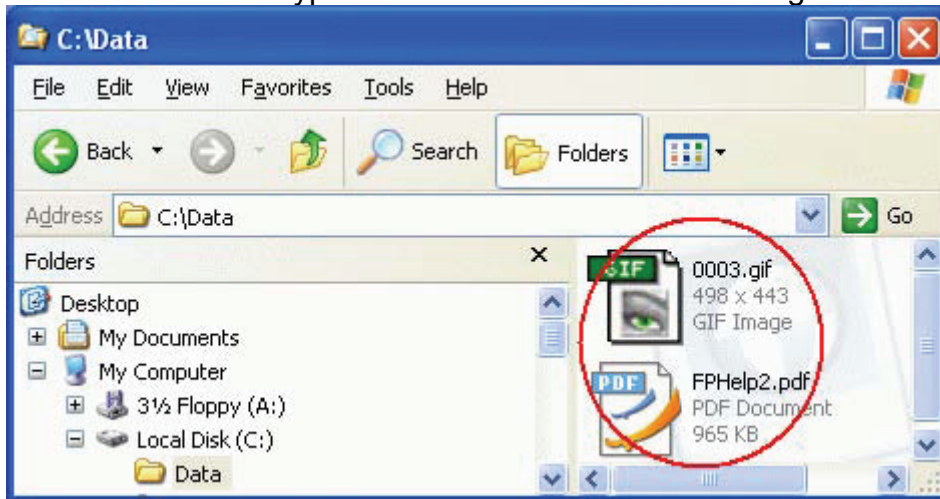 C:\Data
File Edit View Favorites Tools Help
Back Search Folders
Address C:\Data Go
Folders
Desktop
My Documents
My Computer
3½ Floppy (A:)
Local Disk (C:)
Data
GIF
0003.gif
498 x 443
GIF Image
PDF
FPHelp2.pdf
PDF Document
965 KB